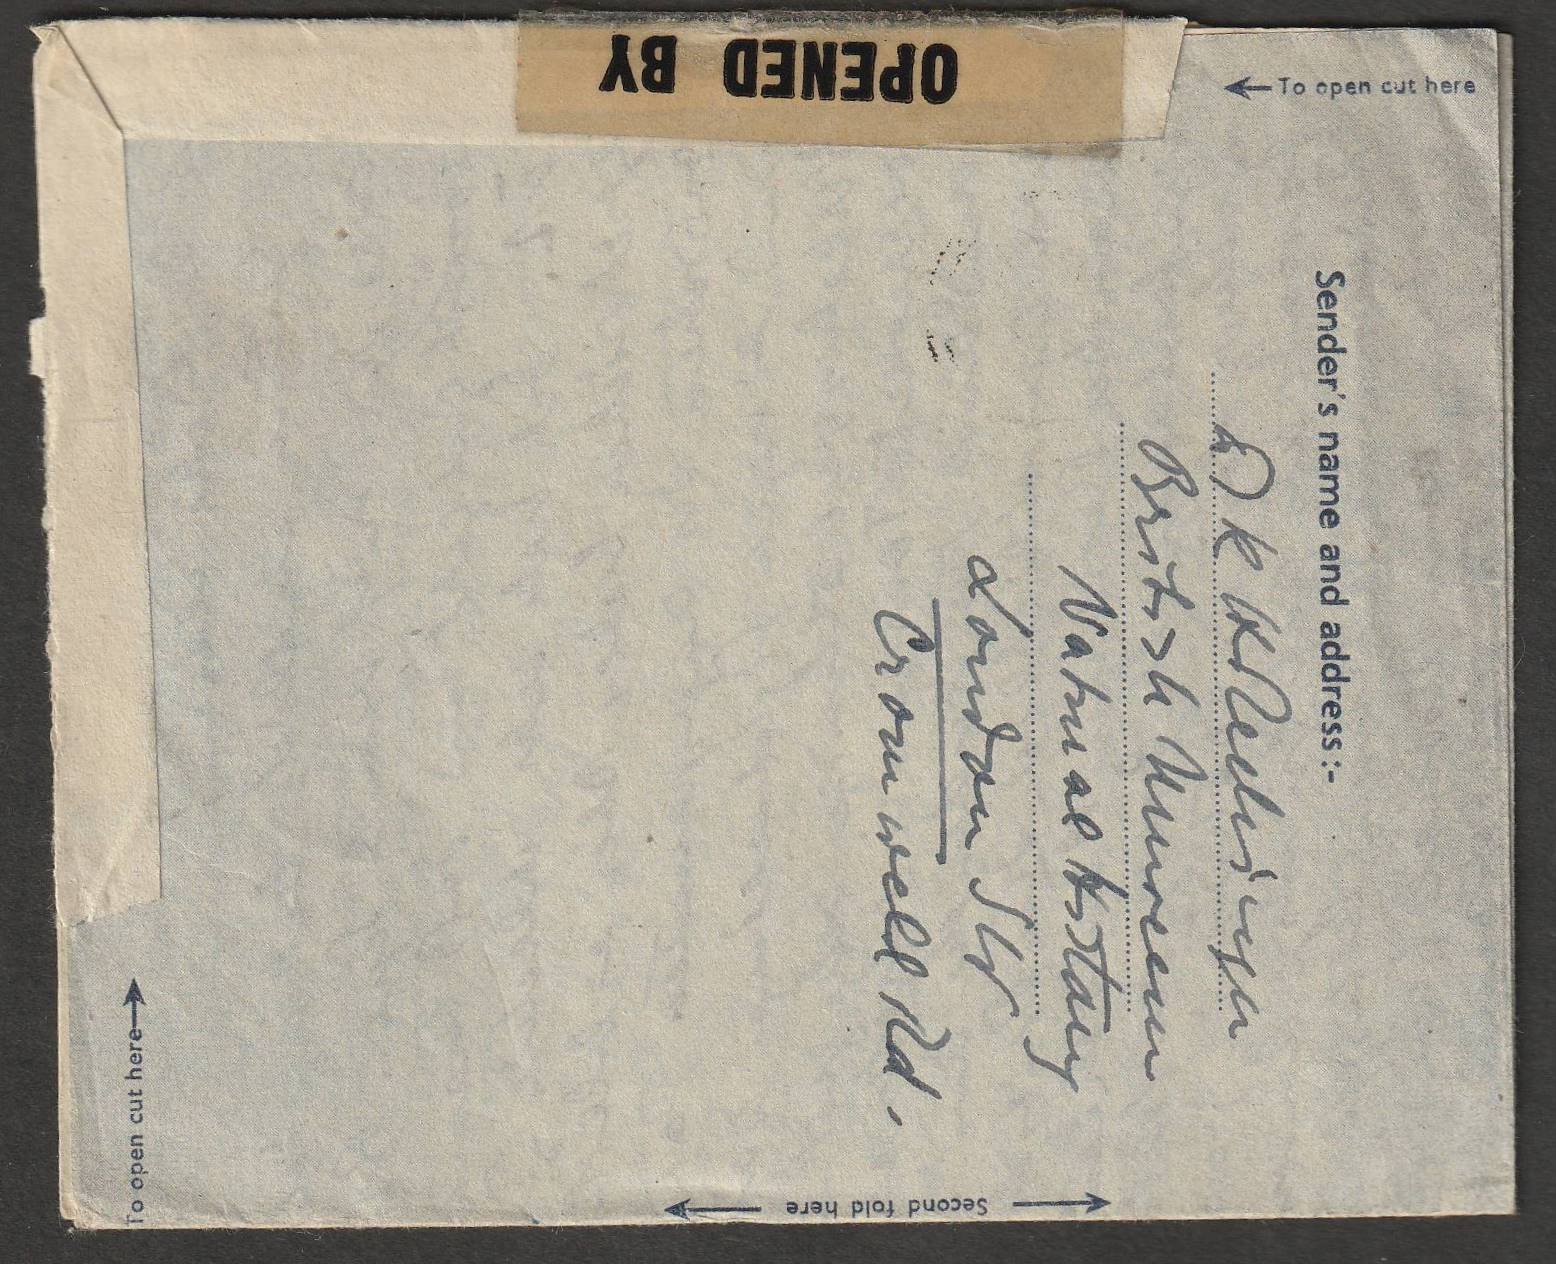 OPENED BY
To open cut here
Sender's name and address:-
Dr K H
British Museum
Natural History
London SW
Cromwell Rd.
Second fold here
To open cut here